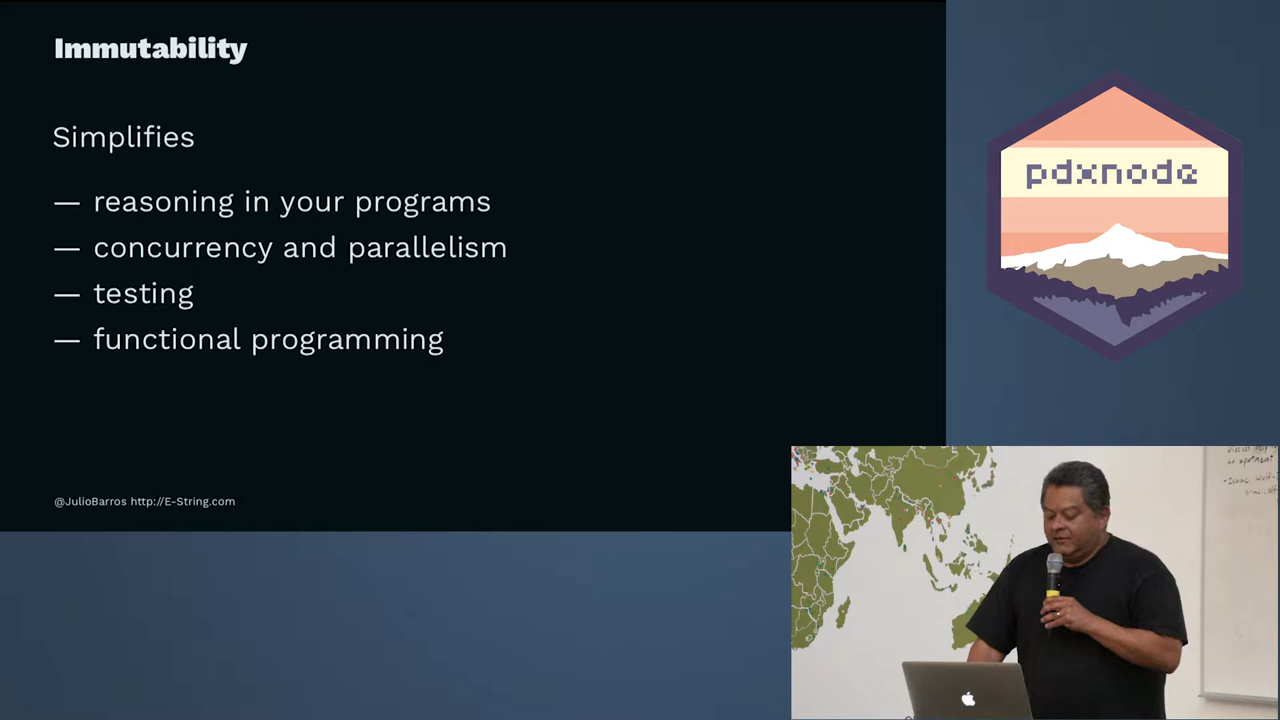 Immutability
Simplifies
— reasoning in your programs
— concurrency and parallelism
— testing
— functional programming
@JulioBarros http://E-String.com
pdxnode